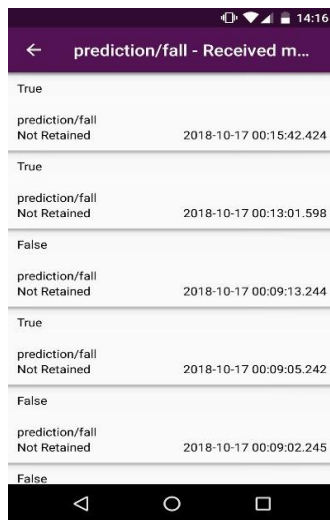 14:16
prediction/fall - Received m...
True
prediction/fall
Not Retained 2018-10-17 00:15:42.424
True
prediction/fall
Not Retained 2018-10-17 00:13:01.598
False
prediction/fall
Not Retained 2018-10-17 00:09:13.244
True
prediction/fall
Not Retained 2018-10-17 00:09:05.242
False
prediction/fall
Not Retained 2018-10-17 00:09:02.245
False